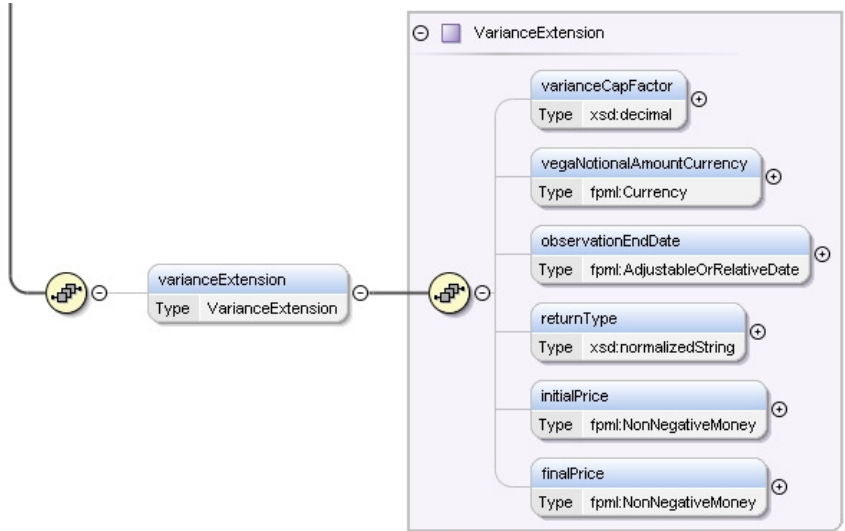 VarianceExtension
varianceCapFactor
Type xsd:decimal
vegaNotionalAmountCurrency
Type fpml:Currency
observationEndDate
Type fpml:AdjustableOrRelativeDate
varianceExtension
Type VarianceExtension
returnType
Type xsd:normalizedString
initialPrice
Type fpml:NonNegativeMoney
finalPrice
Type fpml:NonNegativeMoney